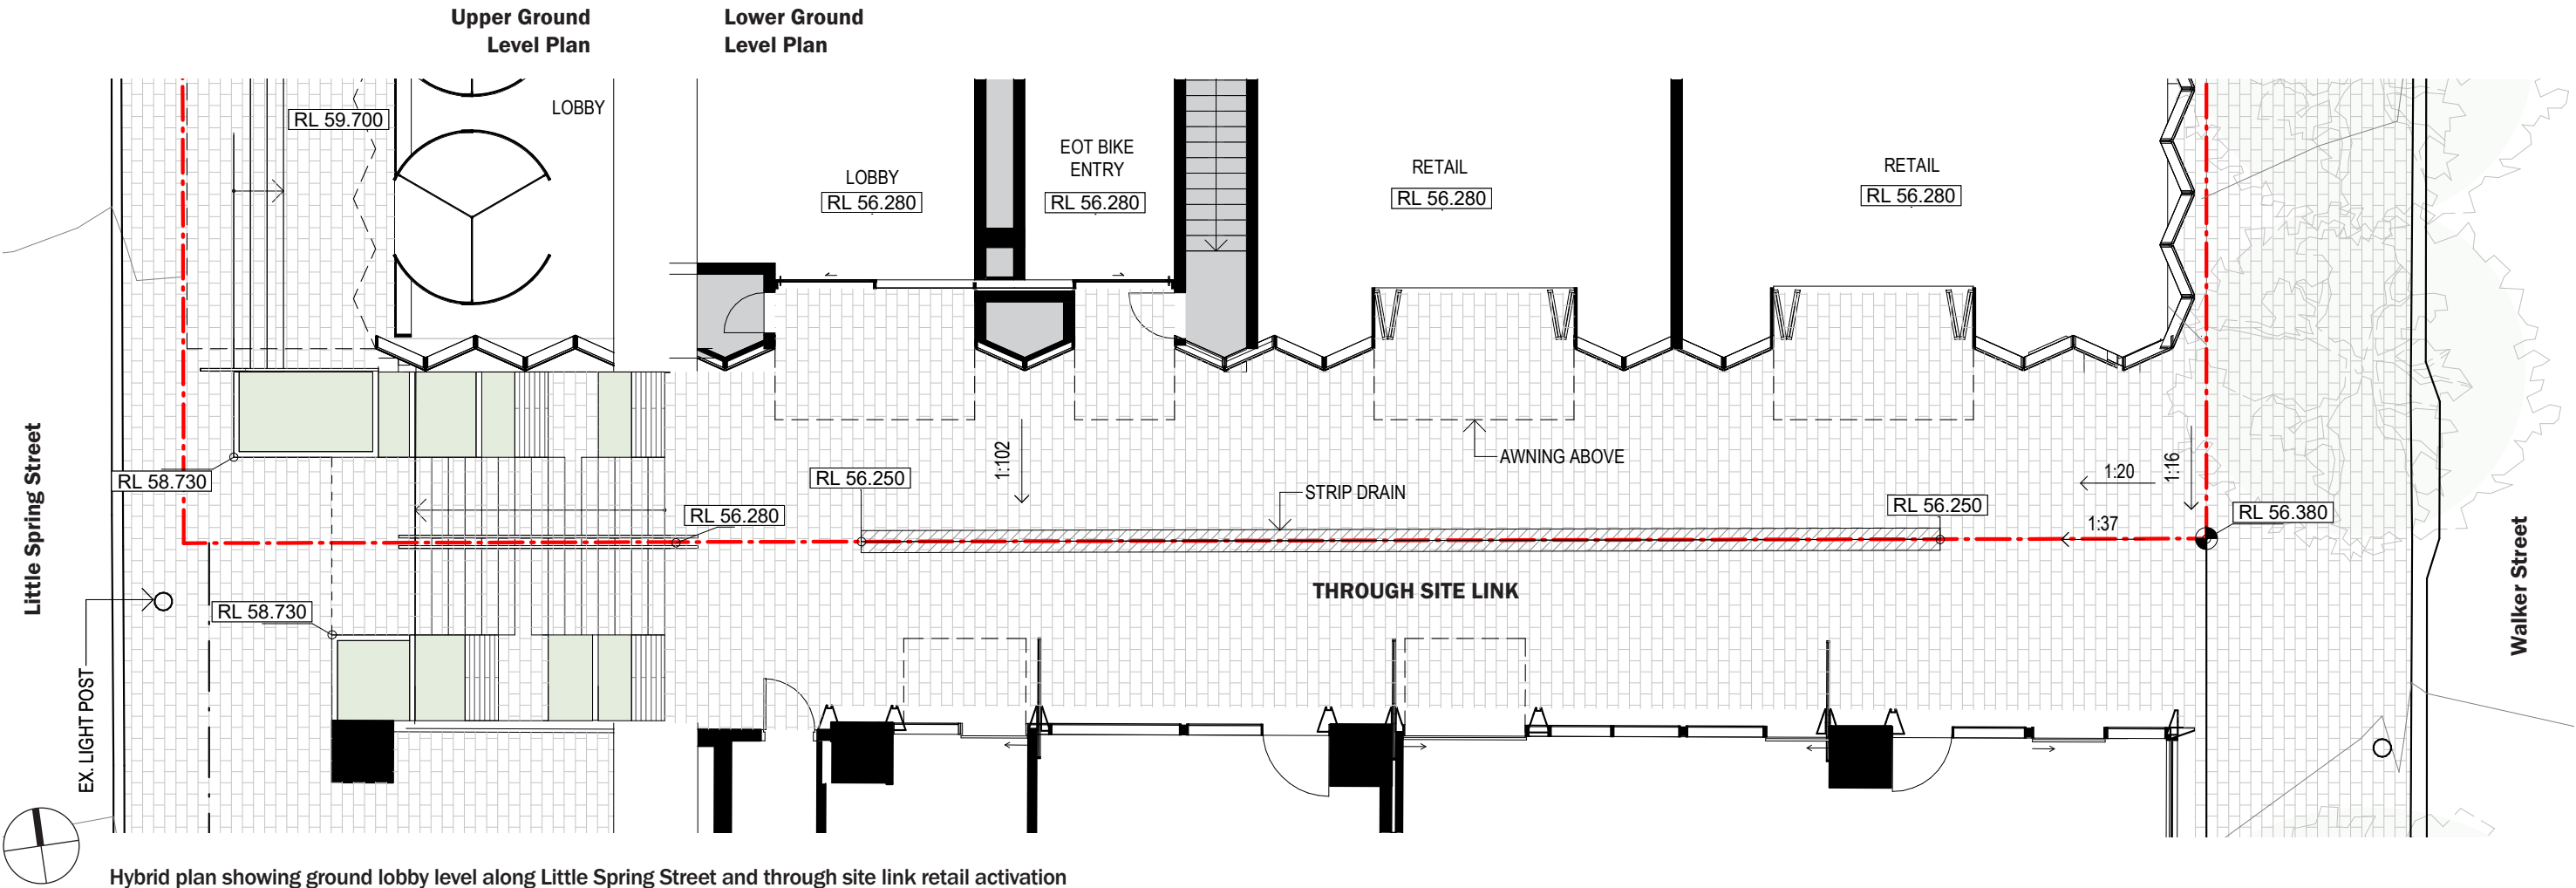 Upper Ground
Level Plan
Lower Ground
Level Plan
LOBBY
RL 59.700
LOBBY
RL 56.280
EOT BIKE
ENTRY
RL 56.280
RETAIL
RL 56.280
RETAIL
RL 56.280
Little Spring Street
RL 58.730
RL 56.250
1:102
AWNING ABOVE
STRIP DRAIN
RL 56.280
RL 56.250
1:20
1:16
1:37
RL 56.380
Walker Street
THROUGH SITE LINK
RL 58.730
EX. LIGHT POST
Hybrid plan showing ground lobby level along Little Spring Street and through site link retail activation